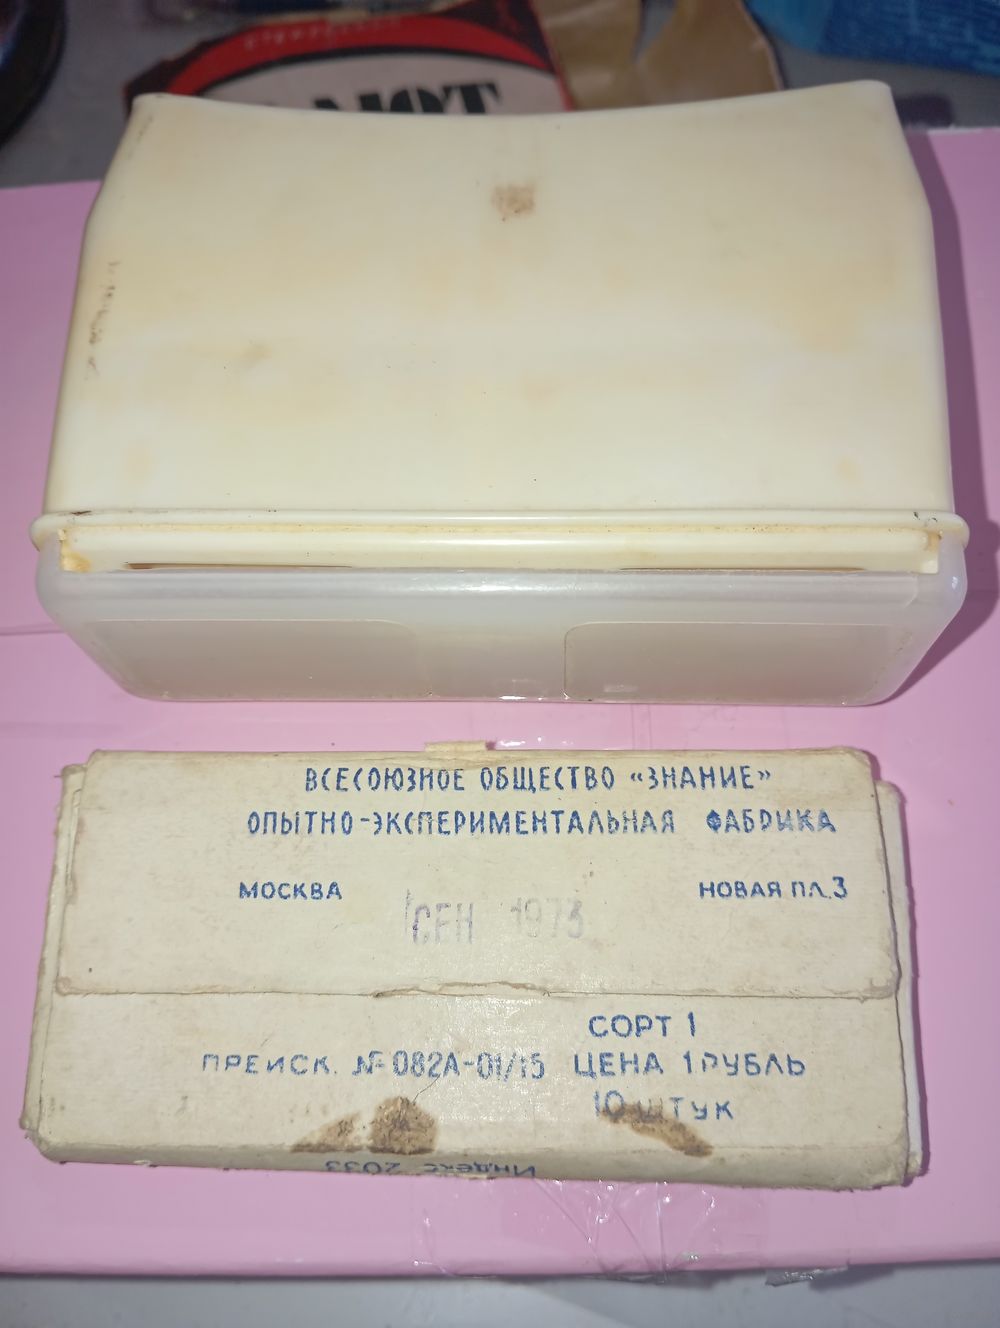 ВСЕСОЮЗНОЕ ОБЩЕСТВО «ЗНАНИЕ»
ОПЫТНО-ЭКСПЕРИМЕНТАЛЬНАЯ ФАБРИКА
МОСКВА НОВАЯ ПЛ.3
СЕН 1973
СОРТ 1
ПРЕЙСК. № 082А-01/15 ЦЕНА 1 РУБЛЬ
10 ШТУК
Индекс 2033